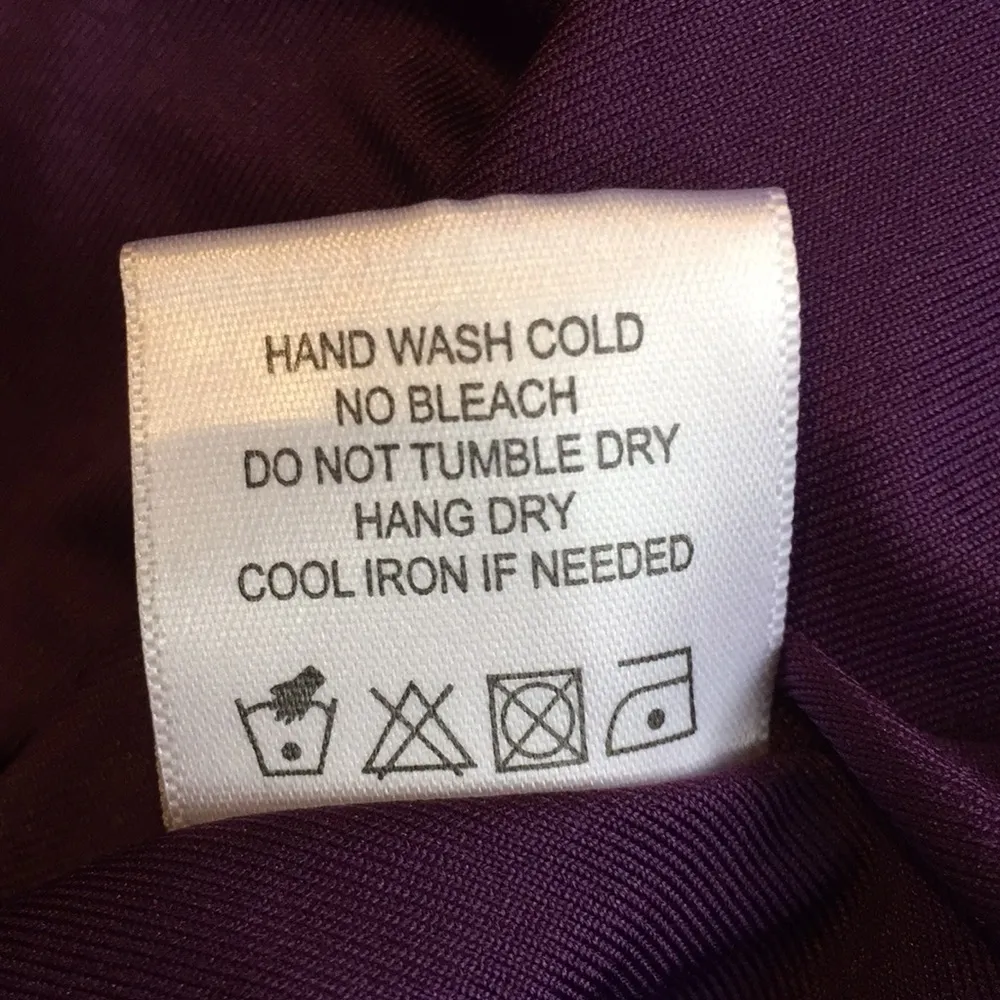 HAND WASH COLD
NO BLEACH
DO NOT TUMBLE DRY
HANG DRY
COOL IRON IF NEEDED